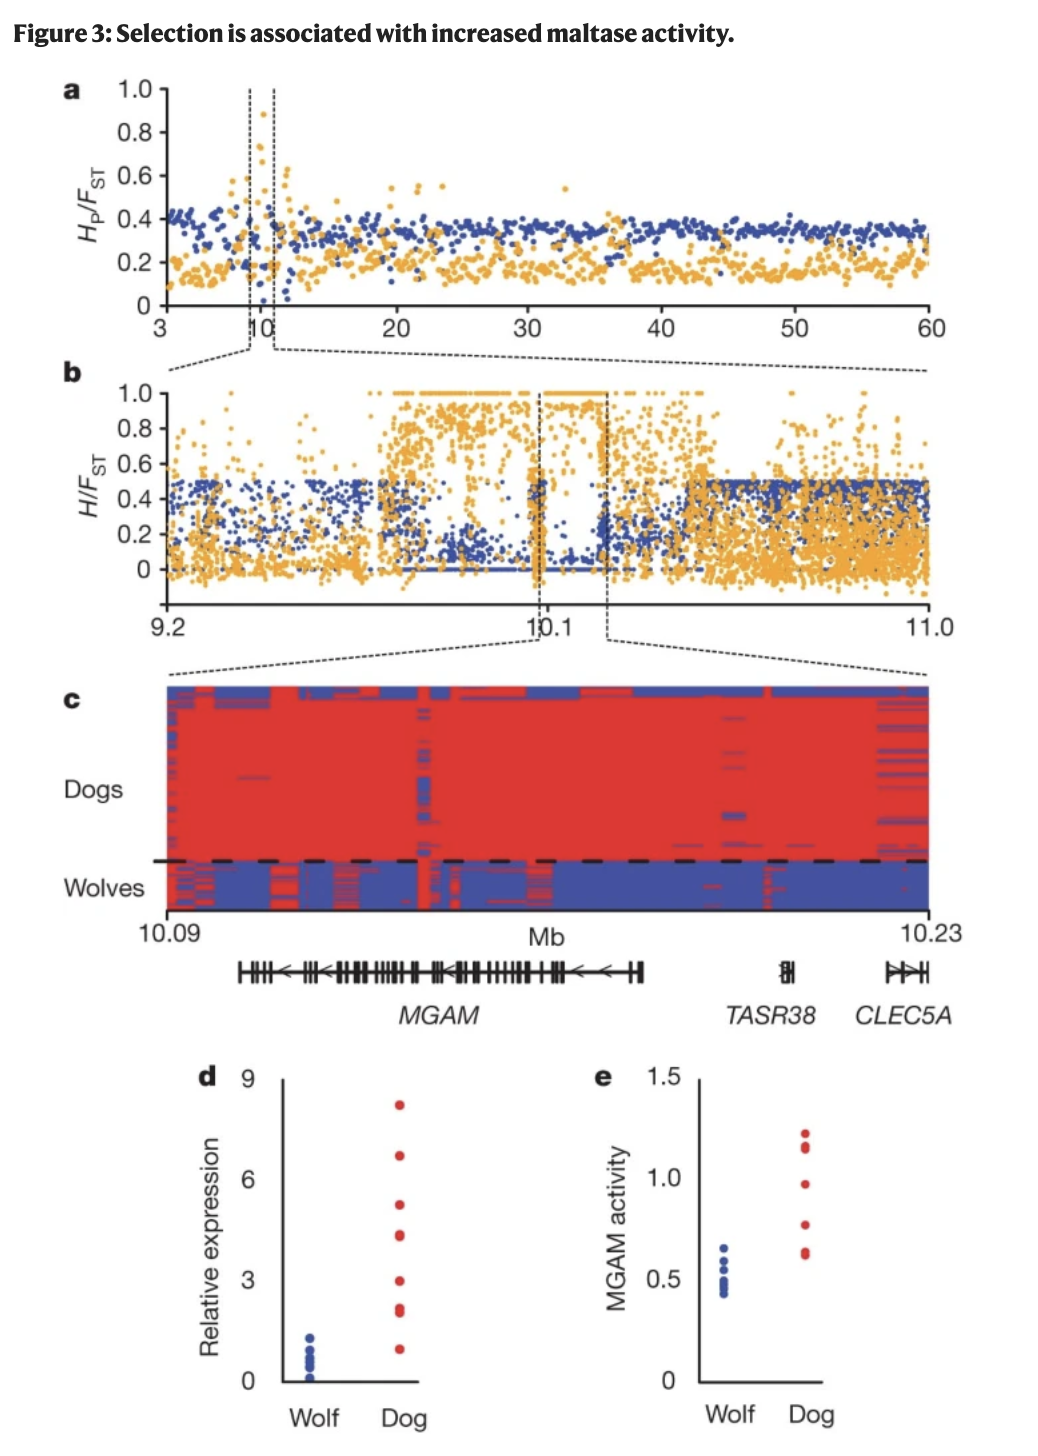 Figure 3: Selection is associated with increased maltase activity.
a
1.0
0.8
0.6
0.4
0.2
0
HP/FST
3 10 20 30 40 50 60
b
1.0
0.8
0.6
0.4
0.2
0
H/FST
9.2 10.1 11.0
c
Dogs
Wolves
10.09 Mb 10.23
MGAM TASR38 CLEC5A
d
9
6
3
0
Relative expression
Wolf Dog
e
1.5
1.0
0.5
0
MGAM activity
Wolf Dog